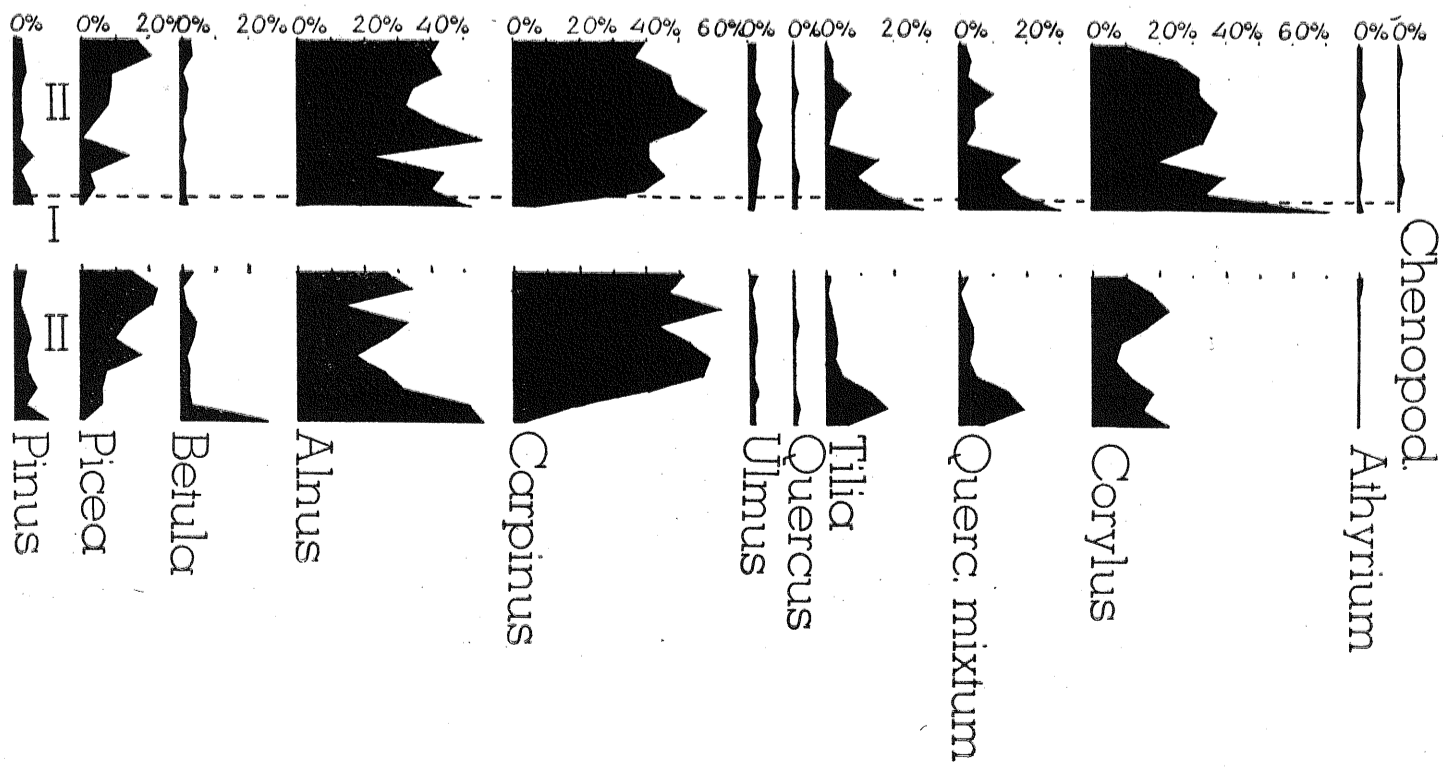 0% 0% 20% 0% 20% 0% 20% 40% 0% 20% 40% 60% 0% 0% 0% 20% 0% 20% 0% 20% 40% 60% 0% 0%
II
I
II
Pinus
Picea
Betula
Alnus
Carpinus
Ulmus
Quercus
Tilia
Querc. mixtum
Corylus
Athyrium
Chenopod.